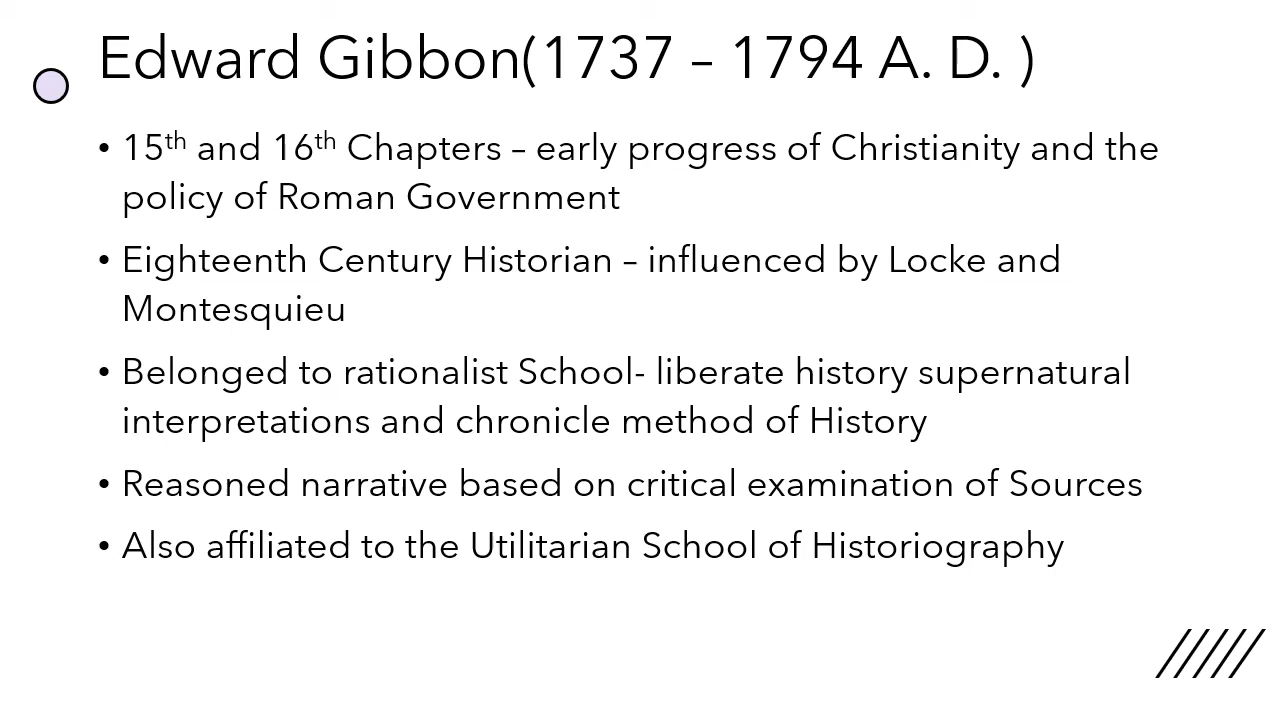 Edward Gibbon(1737 – 1794 A. D. )
• 15th and 16th Chapters – early progress of Christianity and the
policy of Roman Government
• Eighteenth Century Historian – influenced by Locke and
Montesquieu
• Belonged to rationalist School- liberate history supernatural
interpretations and chronicle method of History
• Reasoned narrative based on critical examination of Sources
• Also affiliated to the Utilitarian School of Historiography